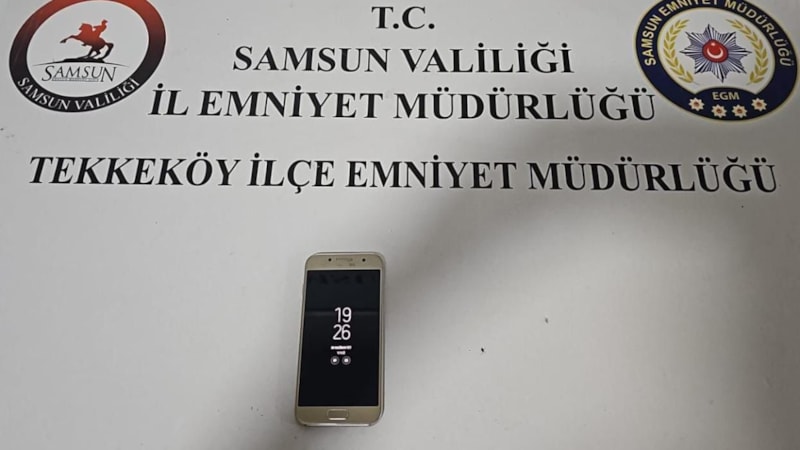 T.C.
SAMSUN VALİLİĞİ
İL EMNİYET MÜDÜRLÜĞÜ
TEKKEKÖY İLÇE EMNİYET MÜDÜRLÜĞÜ
SAMSUN
SAMSUN VALİLİĞİ
SAMSUN EMNİYET MÜDÜRLÜĞÜ
EGM
19
26